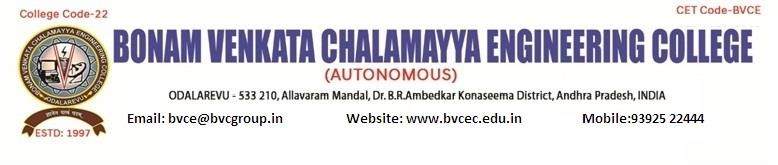 College Code-22
CET Code-BVCE
BONAM VENKATA CHALAMAYYA ENGINEERING COLLEGE
(AUTONOMOUS)
ODALAREVU - 533 210, Allavaram Mandal, Dr. B.R.Ambedkar Konaseema District, Andhra Pradesh, INDIA
Email: bvce@bvcgroup.in Website: www.bvcec.edu.in Mobile:93925 22444
BONAM VENKATA CHALAMAYYA ENGINEERING COLLEGE
ODALAREVU
ESTD: 1997